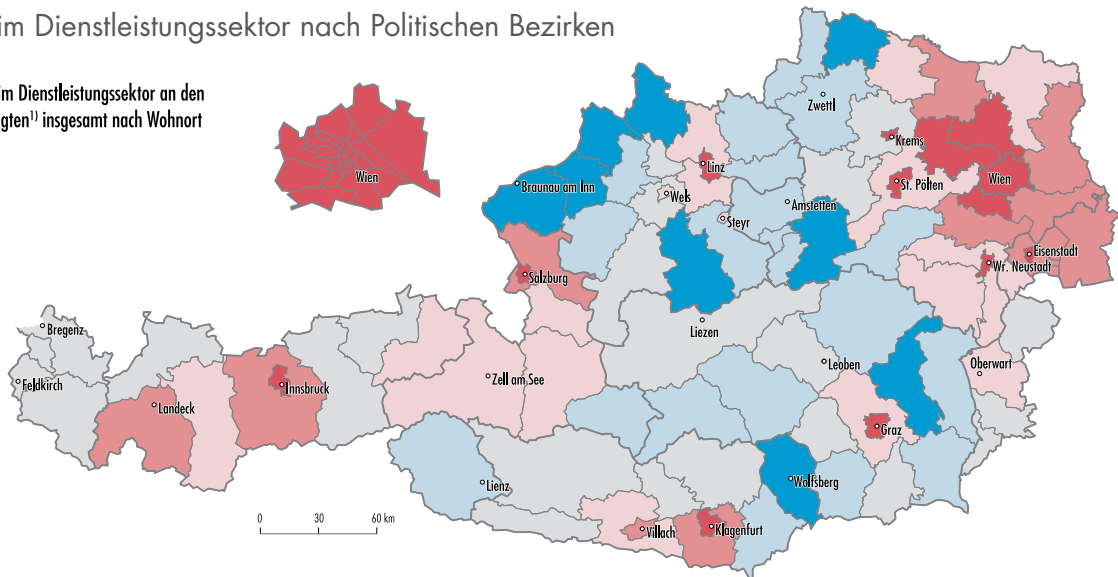 im Dienstleistungssektor nach Politischen Bezirken
im Dienstleistungssektor an den
gten¹⁾ insgesamt nach Wohnort
Wien
Zwettl
Krems
Linz
St. Pölten
Wien
Braunau am Inn
Wels
Amstetten
Steyr
Eisenstadt
Wr. Neustadt
Salzburg
Bregenz
Liezen
Leoben
Oberwart
Feldkirch
Innsbruck
Zell am See
Landeck
Graz
Lienz
Wolfsberg
Villach
Klagenfurt
0 30 60 km